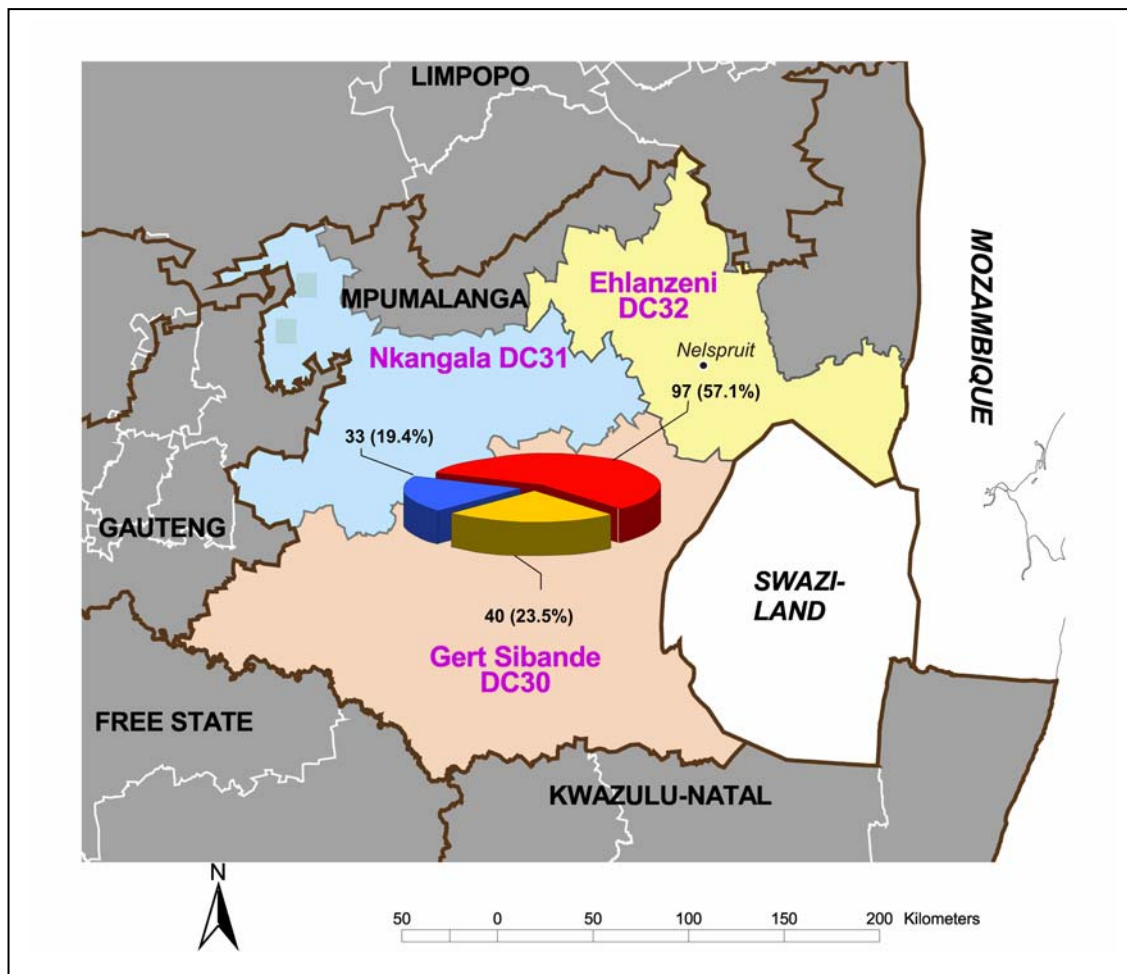 LIMPOPO
MOZAMBIQUE
Ehlanzeni
DC32
MPUMALANGA
Nelspruit
Nkangala DC31
97 (57.1%)
33 (19.4%)
GAUTENG
SWAZI-
LAND
40 (23.5%)
Gert Sibande
DC30
FREE STATE
KWAZULU-NATAL
N
50 0 50 100 150 200 Kilometers